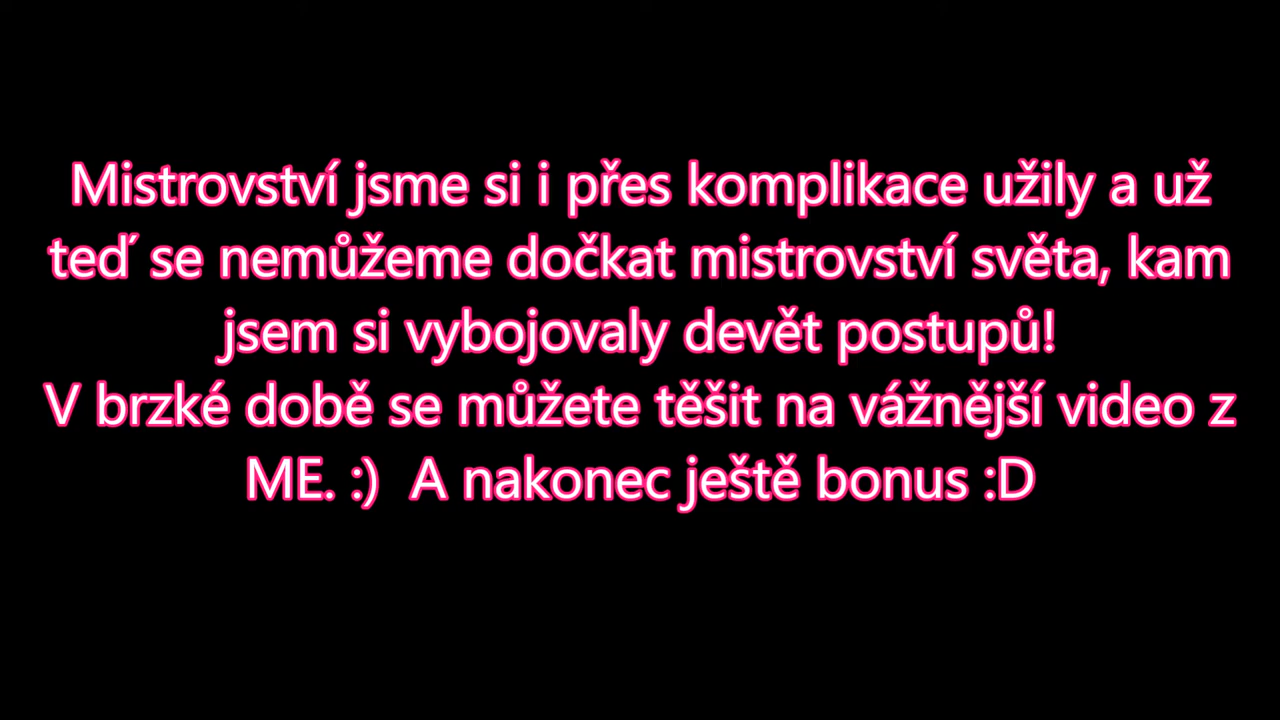 Mistrovství jsme si i přes komplikace užily a už
teď se nemůžeme dočkat mistrovství světa, kam
jsem si vybojovaly devět postupů!
V brzké době se můžete těšit na vážnější video z
ME. :)  A nakonec ještě bonus :D